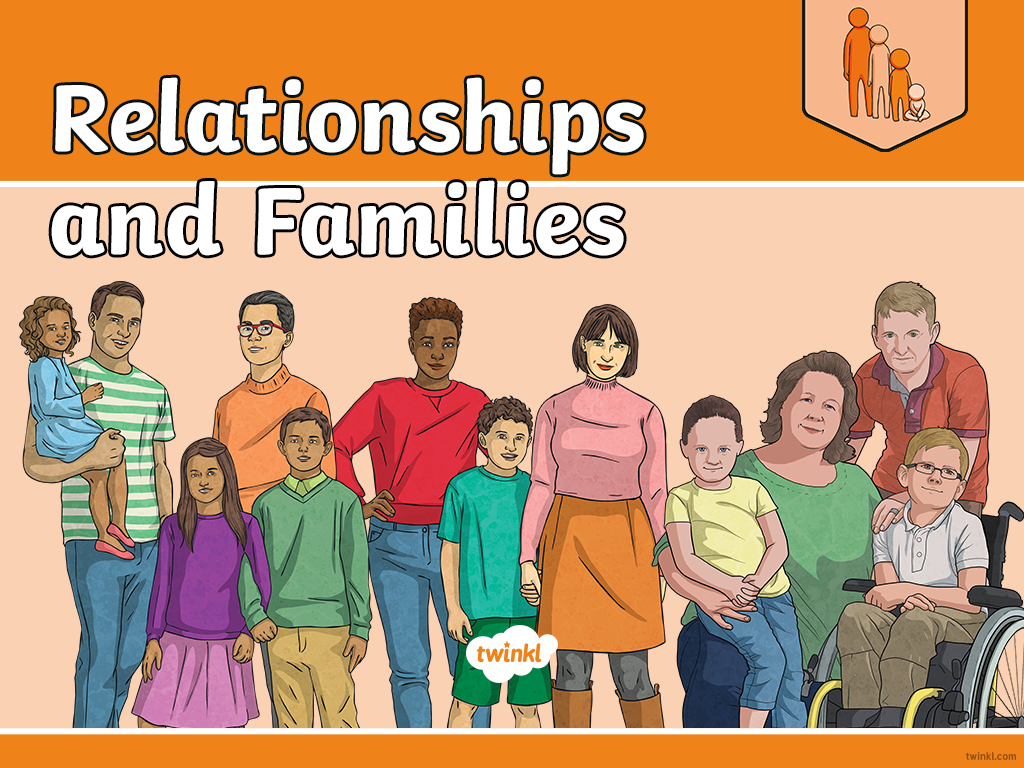 Relationships
and Families
twinkl
twinkl.com